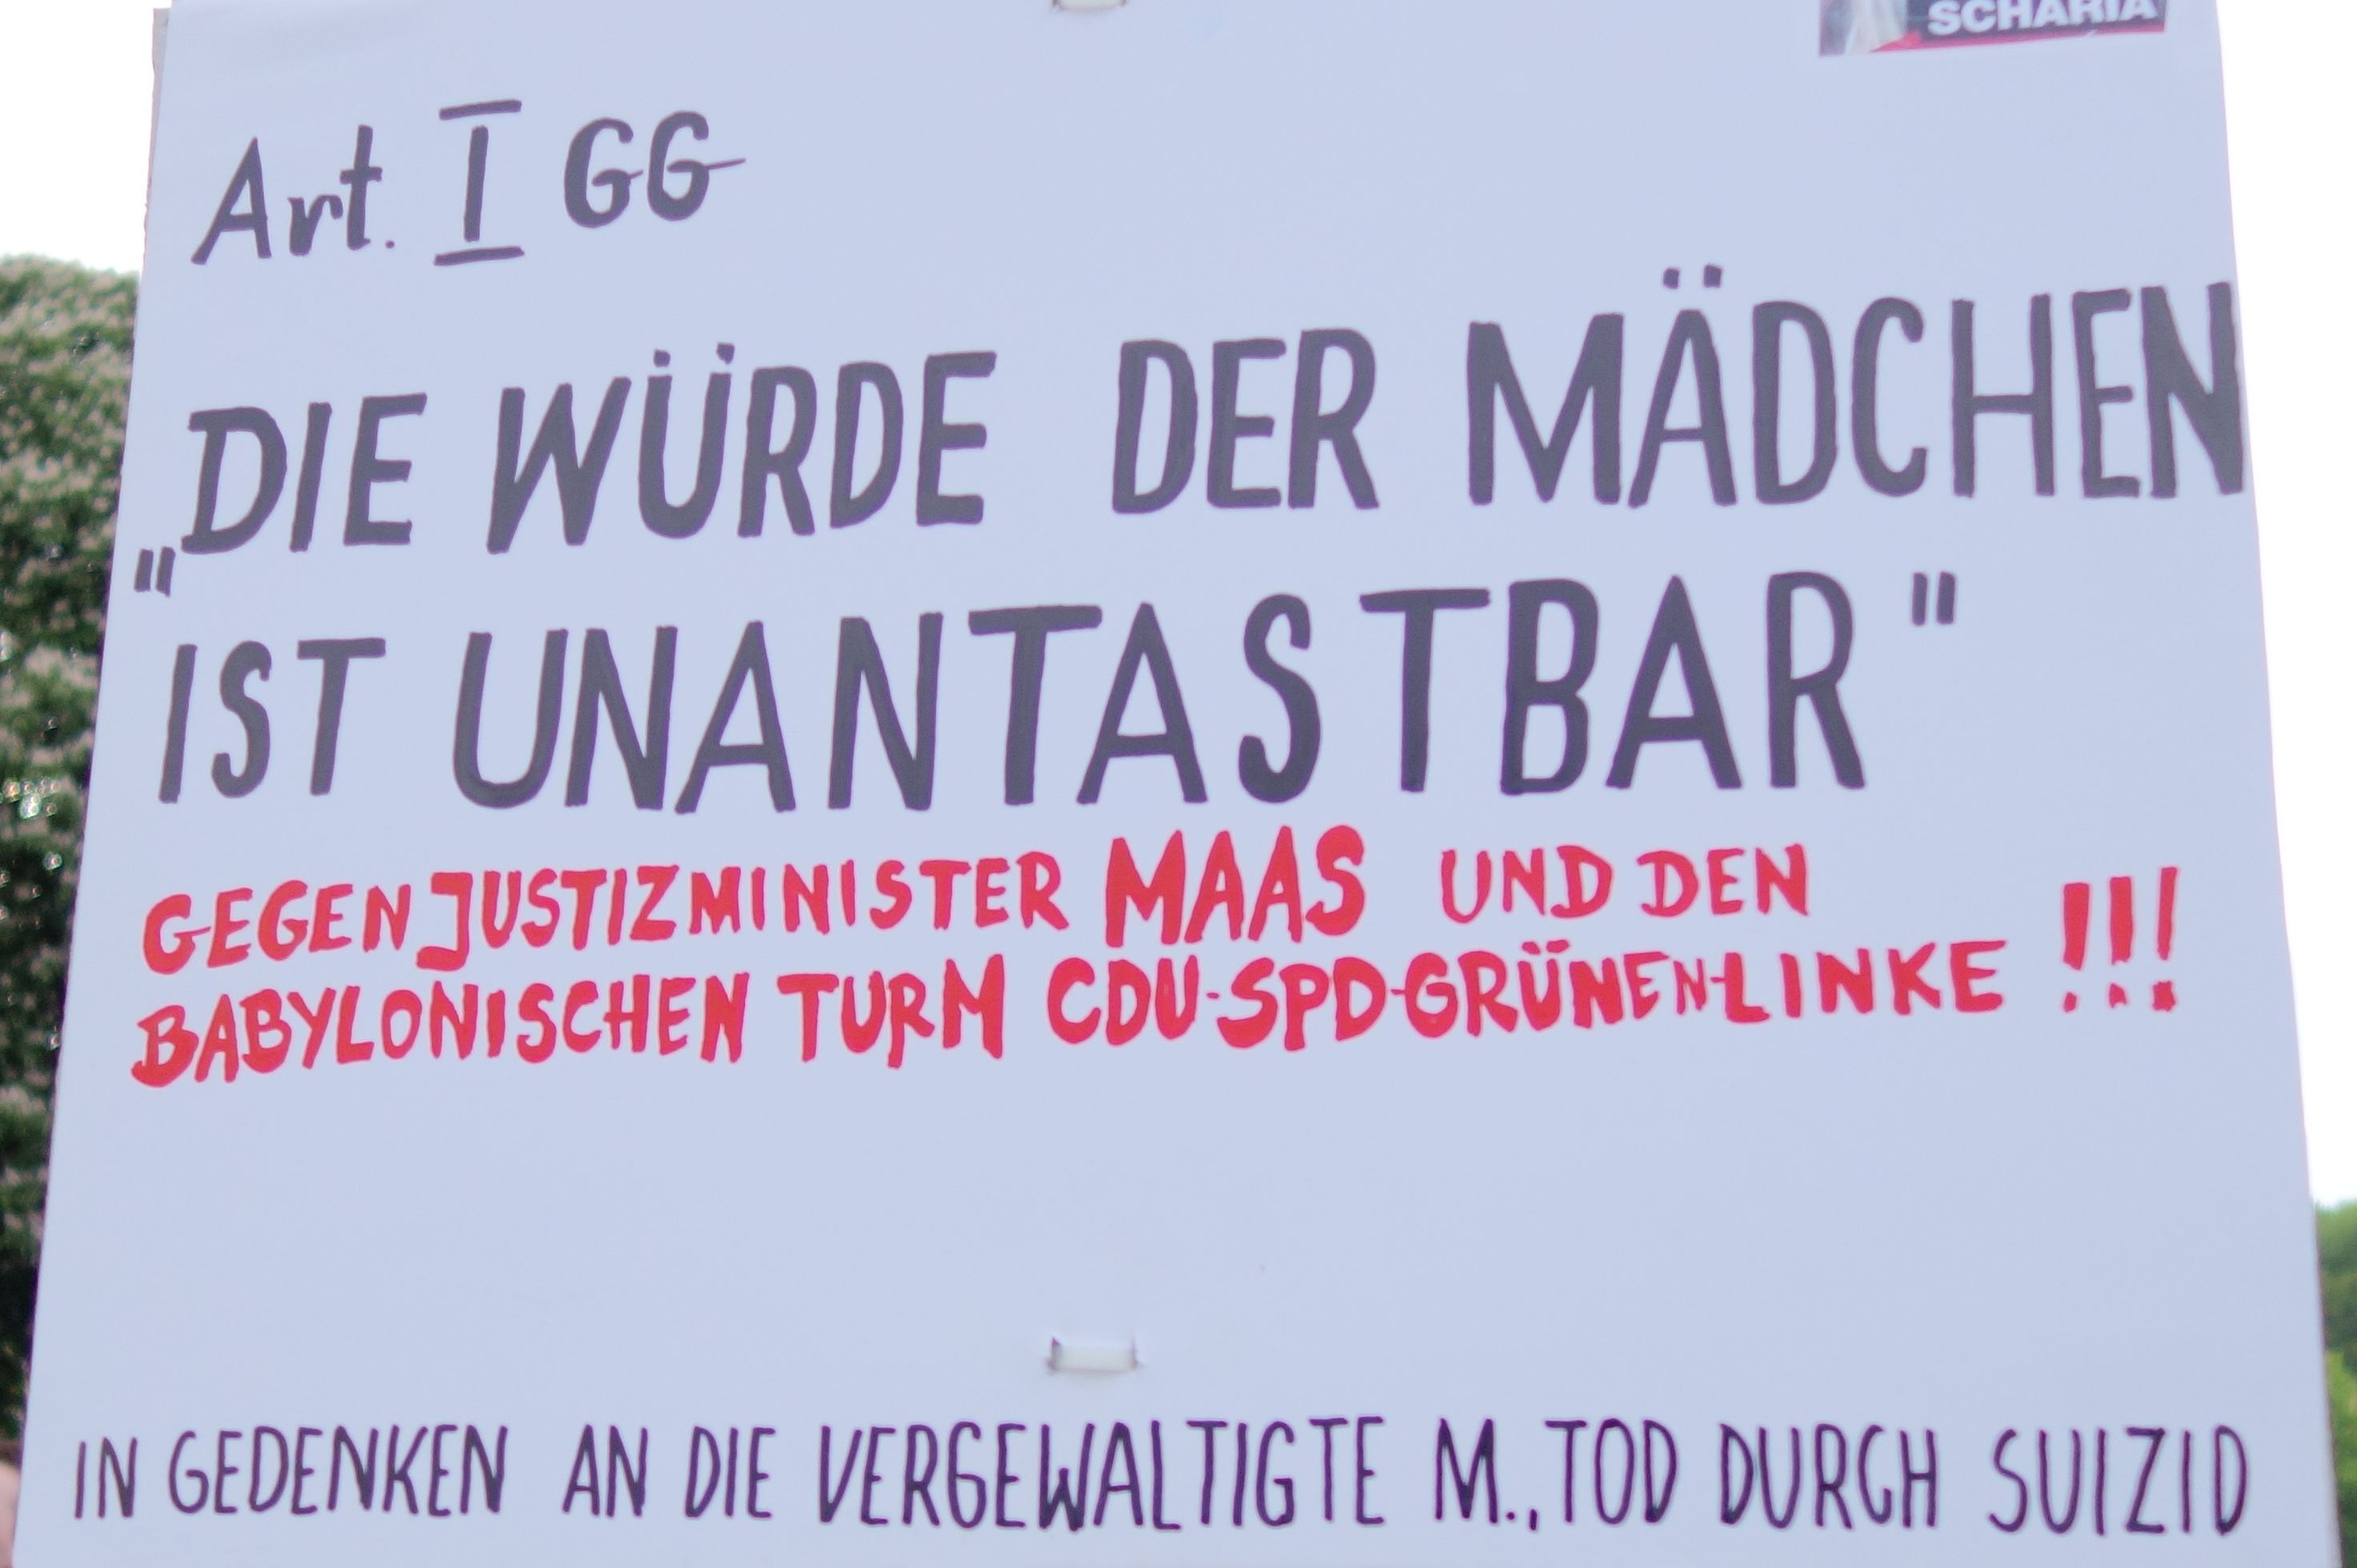 SCHARIA
Art. I GG
„DIE WÜRDE DER MÄDCHEN
IST UNANTASTBAR"
GEGEN JUSTIZMINISTER MAAS UND DEN
BABYLONISCHEN TURM CDU-SPD-GRÜNEN-LINKE !!!
IN GEDENKEN AN DIE VERGEWALTIGTE M., TOD DURCH SUIZID